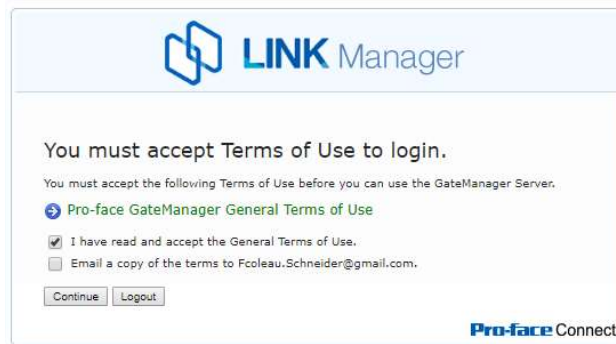 LINK Manager
You must accept Terms of Use to login.
You must accept the following Terms of Use before you can use the GateManager Server.
Pro-face GateManager General Terms of Use
I have read and accept the General Terms of Use.
Email a copy of the terms to Fcoleau.Schneider@gmail.com.
Continue Logout
Pro-face Connect